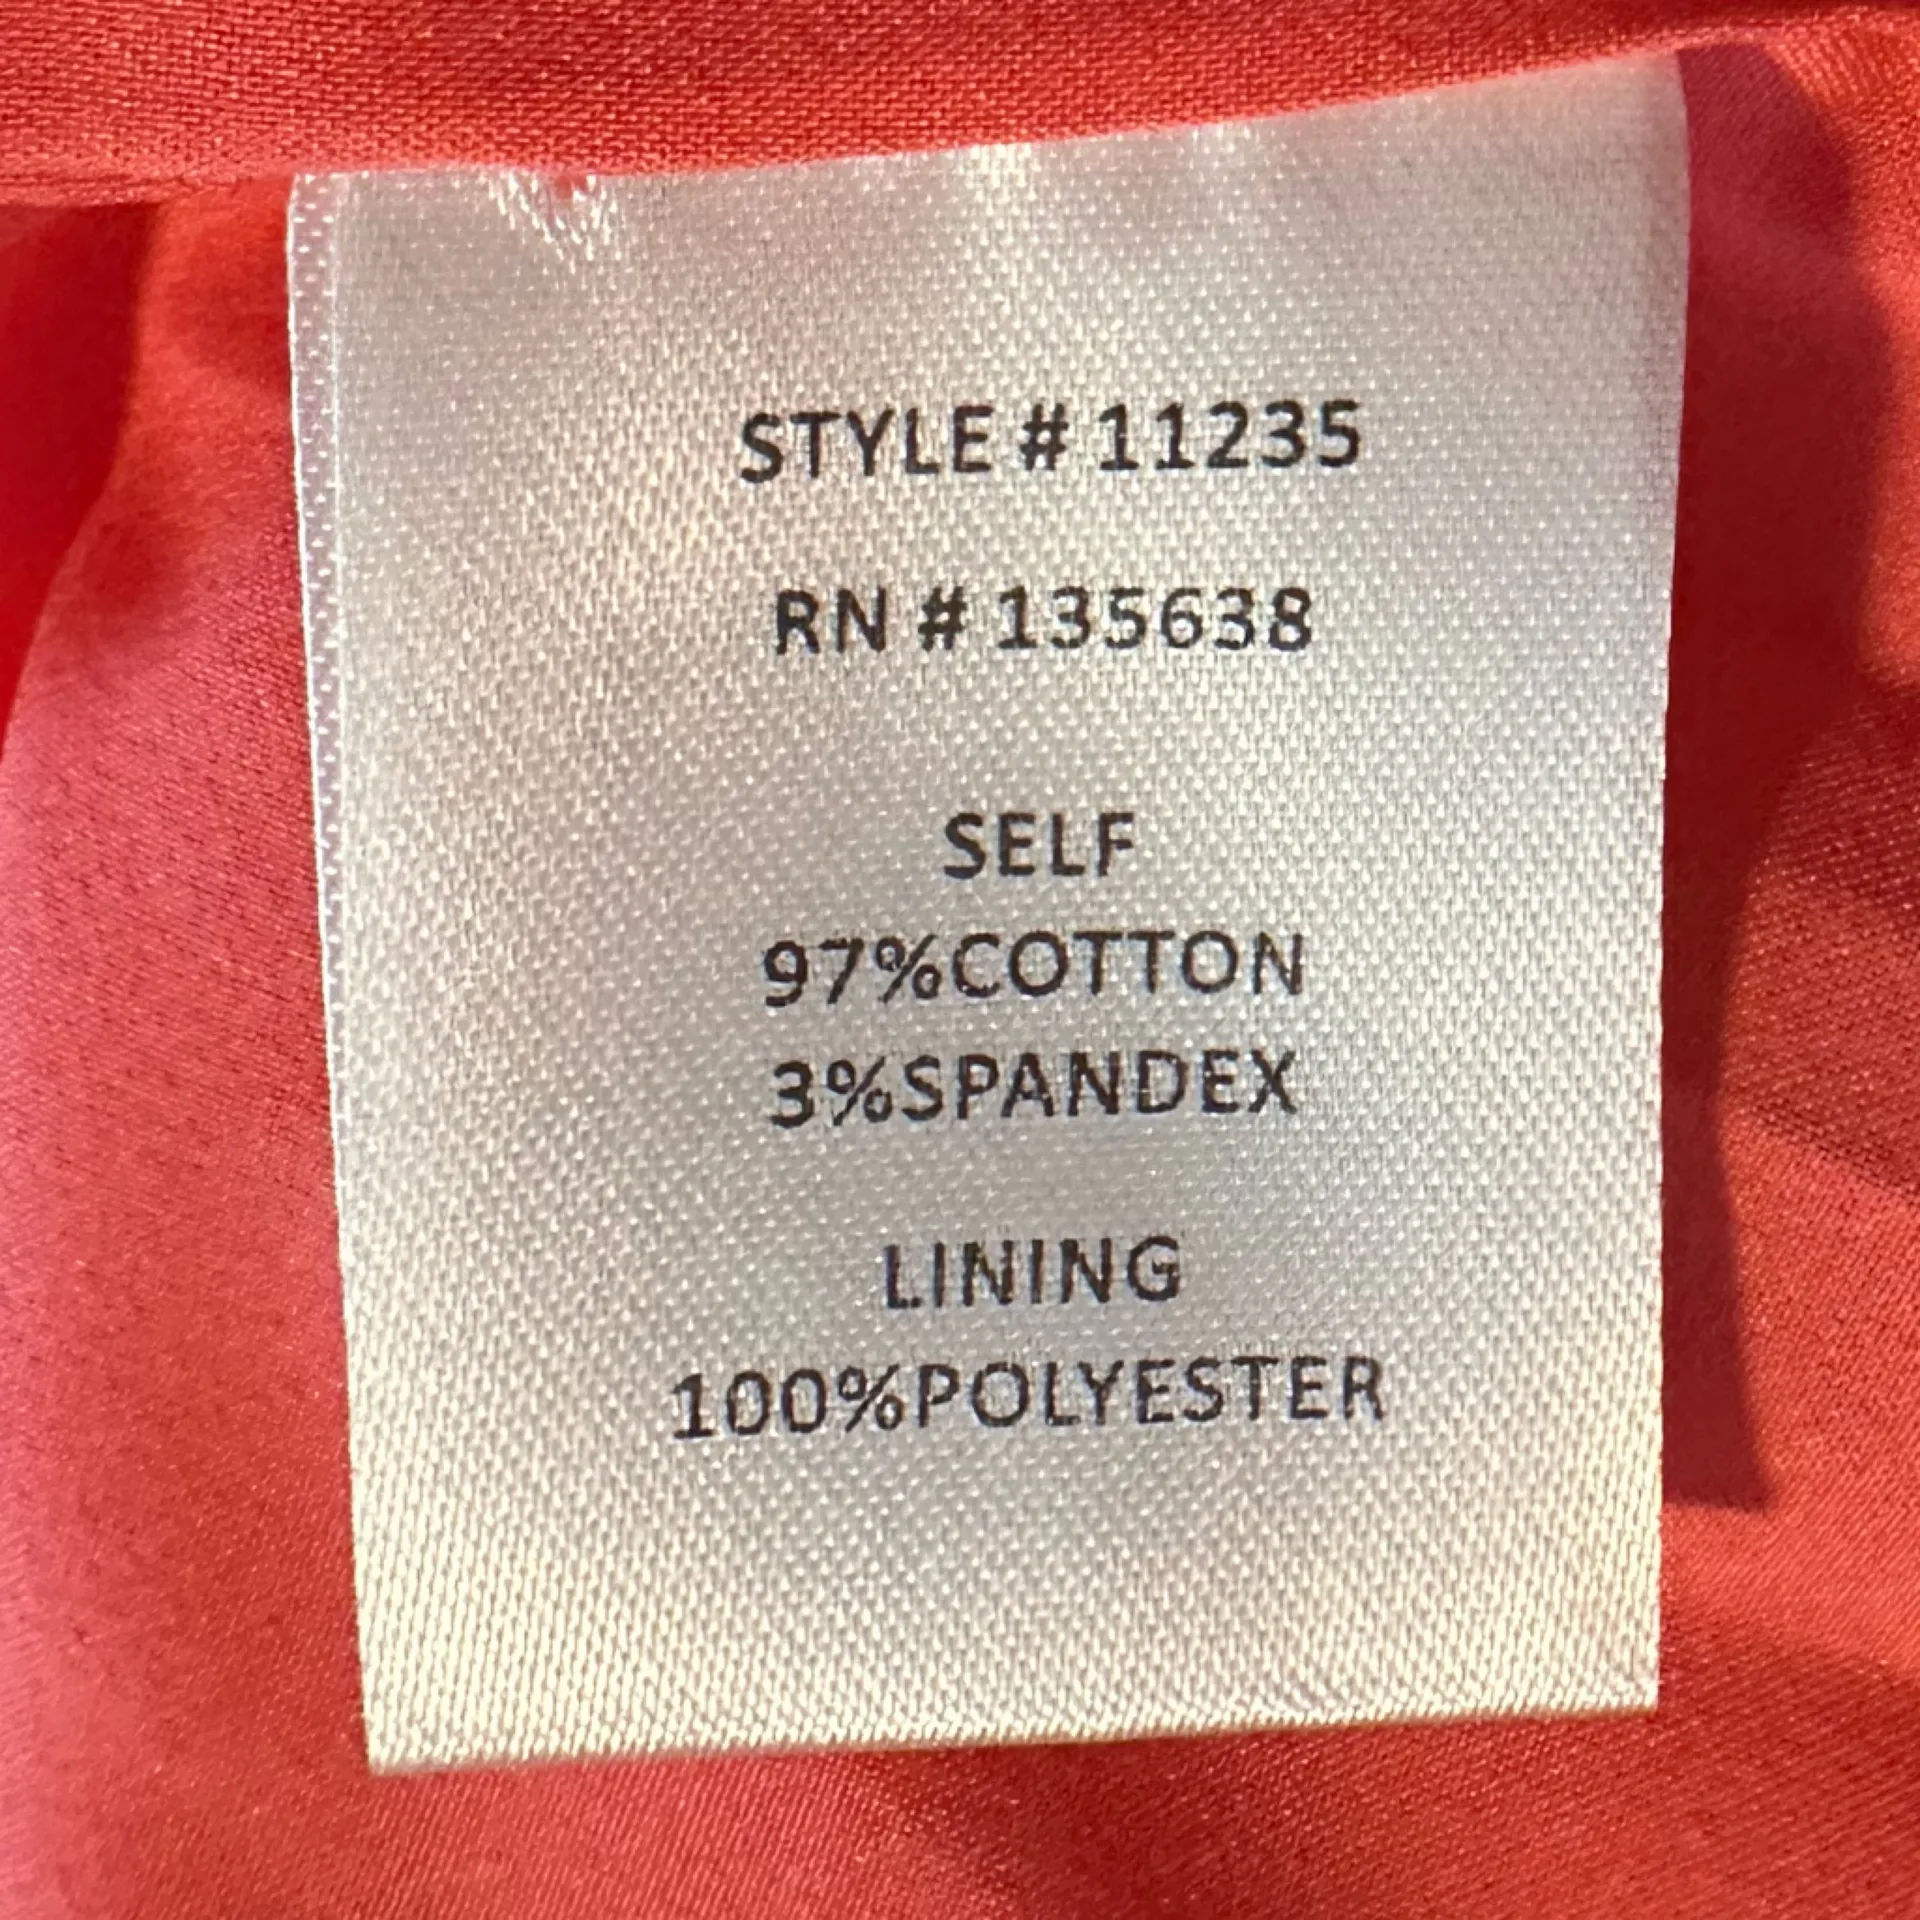 STYLE # 11235
RN # 135638
SELF
97%COTTON
3%SPANDEX
LINING
100%POLYESTER